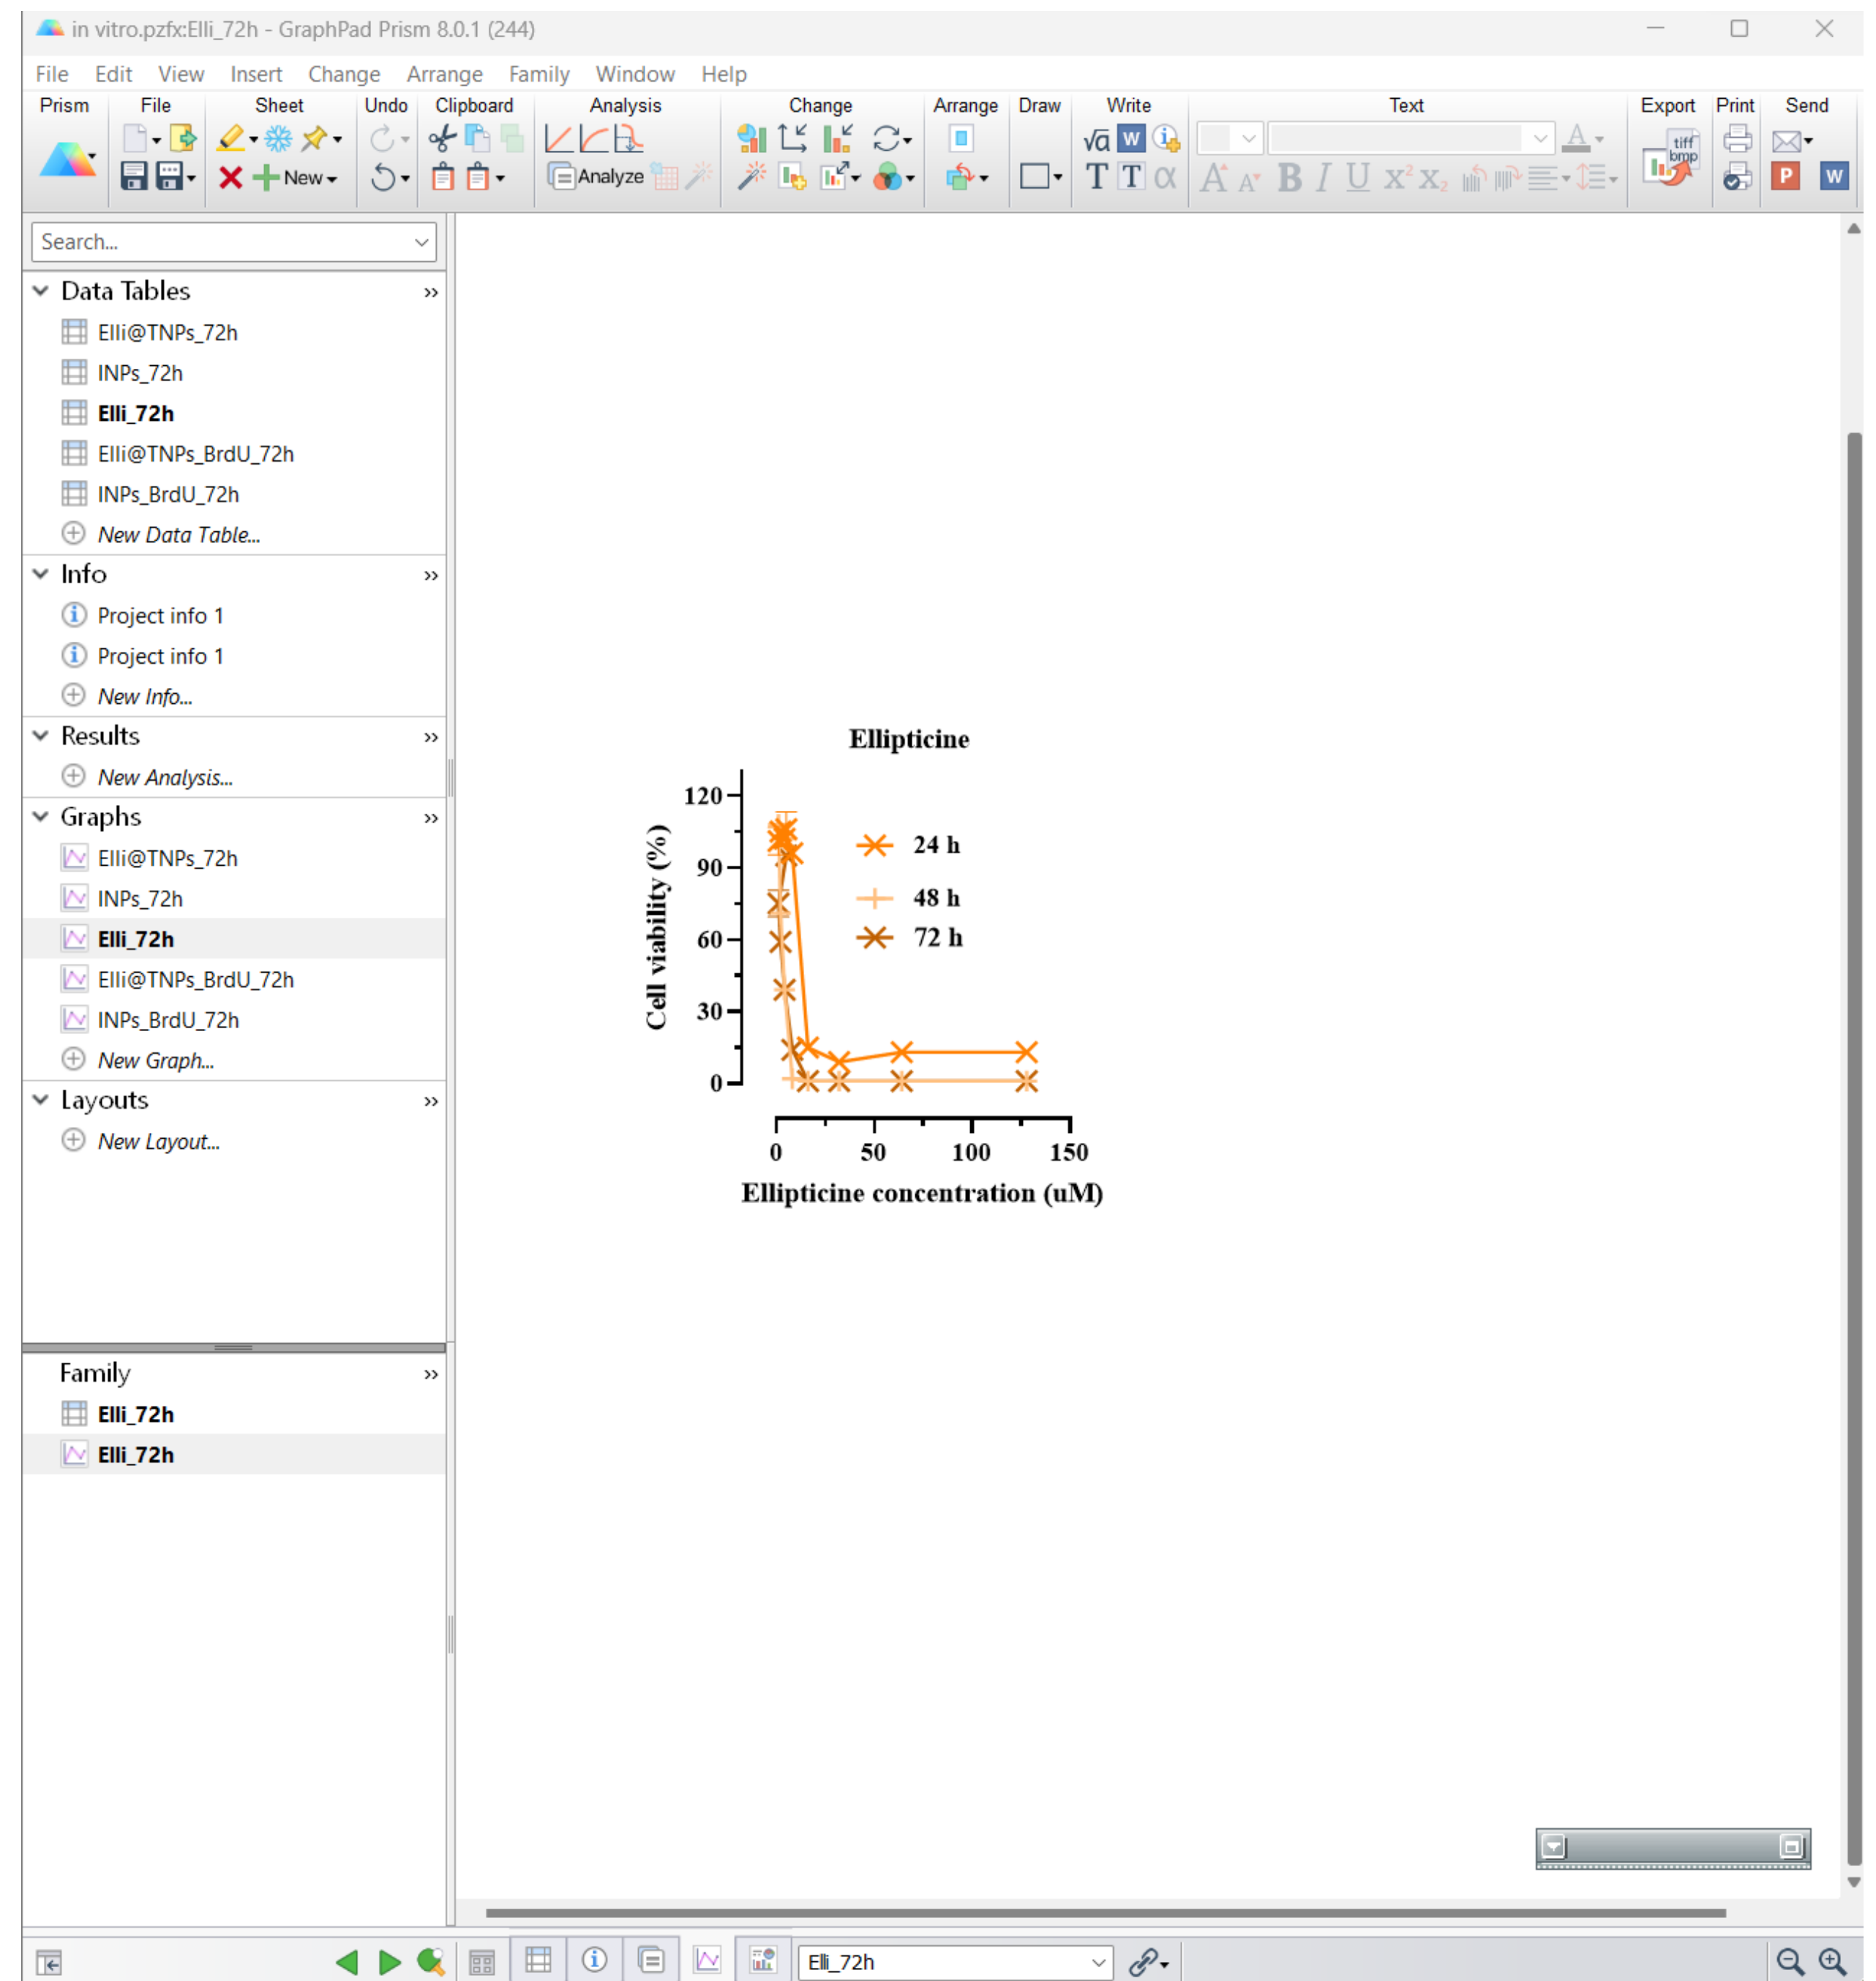 in vitro.pzfx:Elli_72h - GraphPad Prism 8.0.1 (244)
File Edit View Insert Change Arrange Family Window Help
Prism File Sheet Undo Clipboard Analysis Change Arrange Draw Write Text Export Print Send
√ā W tiff
bmp
New Analyze T T α A A B I U X² X₂ A P W
Search...
Data Tables
Elli@TNPs_72h
INPs_72h
Elli_72h
Elli@TNPs_BrdU_72h
INPs_BrdU_72h
New Data Table...
Info
Project info 1
Project info 1
New Info...
Results
New Analysis...
Graphs
Elli@TNPs_72h
INPs_72h
Elli_72h
Elli@TNPs_BrdU_72h
INPs_BrdU_72h
New Graph...
Layouts
New Layout...
Family
Elli_72h
Elli_72h
Ellipticine
Cell viability (%)
120
90
60
30
0
24 h
48 h
72 h
0 50 100 150
Ellipticine concentration (uM)
Elli_72h